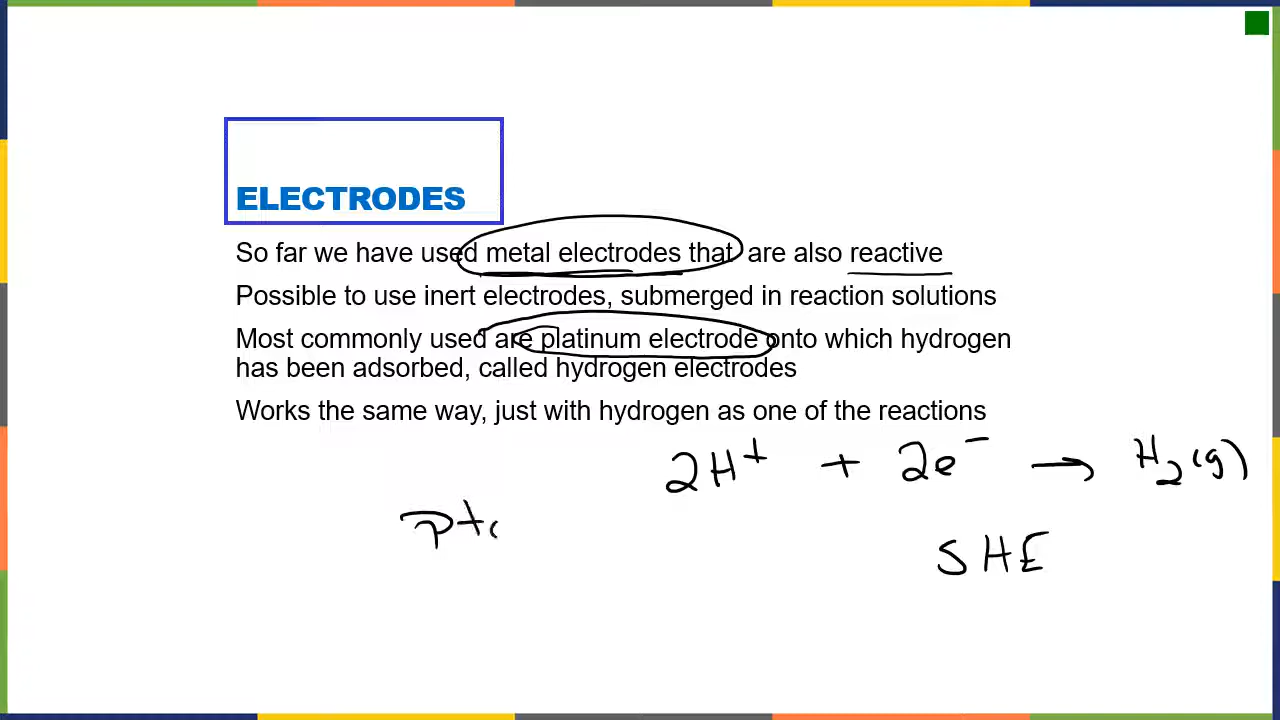 ELECTRODES
So far we have used metal electrodes that are also reactive
Possible to use inert electrodes, submerged in reaction solutions
Most commonly used are platinum electrode onto which hydrogen
has been adsorbed, called hydrogen electrodes
Works the same way, just with hydrogen as one of the reactions
2H⁺ + 2e⁻ → H₂(g)
pt(
SHE